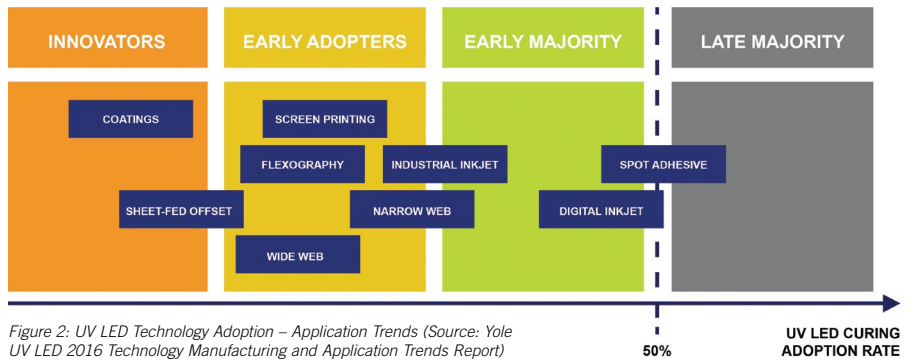 INNOVATORS
EARLY ADOPTERS
EARLY MAJORITY
LATE MAJORITY
COATINGS
SCREEN PRINTING
FLEXOGRAPHY
INDUSTRIAL INKJET
SPOT ADHESIVE
SHEET-FED OFFSET
NARROW WEB
DIGITAL INKJET
WIDE WEB
Figure 2: UV LED Technology Adoption – Application Trends (Source: Yole
UV LED 2016 Technology Manufacturing and Application Trends Report)
50%
UV LED CURING
ADOPTION RATE